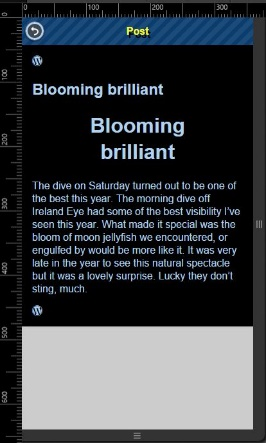 0 100 200 300
Post
Blooming brilliant
Blooming
brilliant
The dive on Saturday turned out to be one of
the best this year. The morning dive off
Ireland Eye had some of the best visibility I've
seen this year. What made it special was the
bloom of moon jellyfish we encountered, or
engulfed by would be more like it. It was very
late in the year to see this natural spectacle
but it was a lovely surprise. Lucky they don't
sting, much.
0
100
200
300
400
500
600